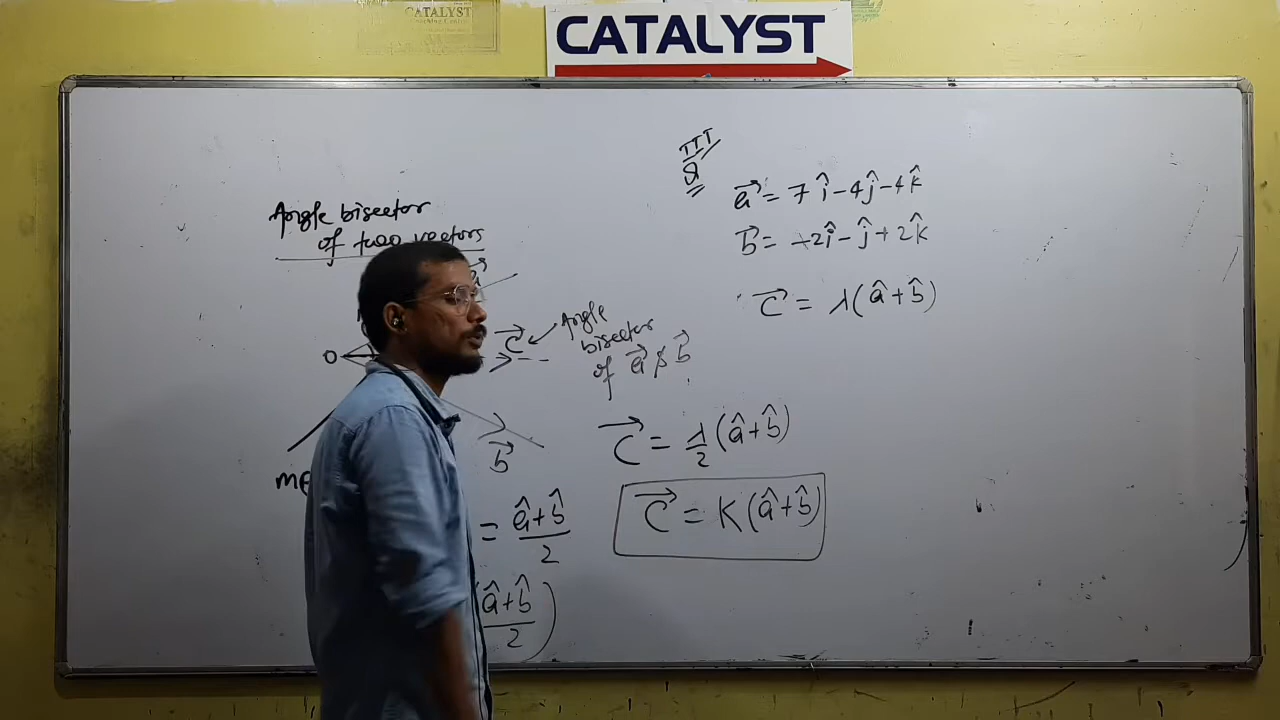 CATALYST
CATALYST
Angle bisector
of two vectors
O
C⃗
Angle
bisector
of a⃗ & b⃗
b⃗
= (â+b̂)/2
(â+b̂)/2)
IIT
Q
a⃗ = 7î-4ĵ-4k̂
b⃗ = -2î-ĵ+2k̂
C⃗ = λ(â+b̂)
C⃗ = λ/2 (â+b̂)
C⃗ = K(â+b̂)